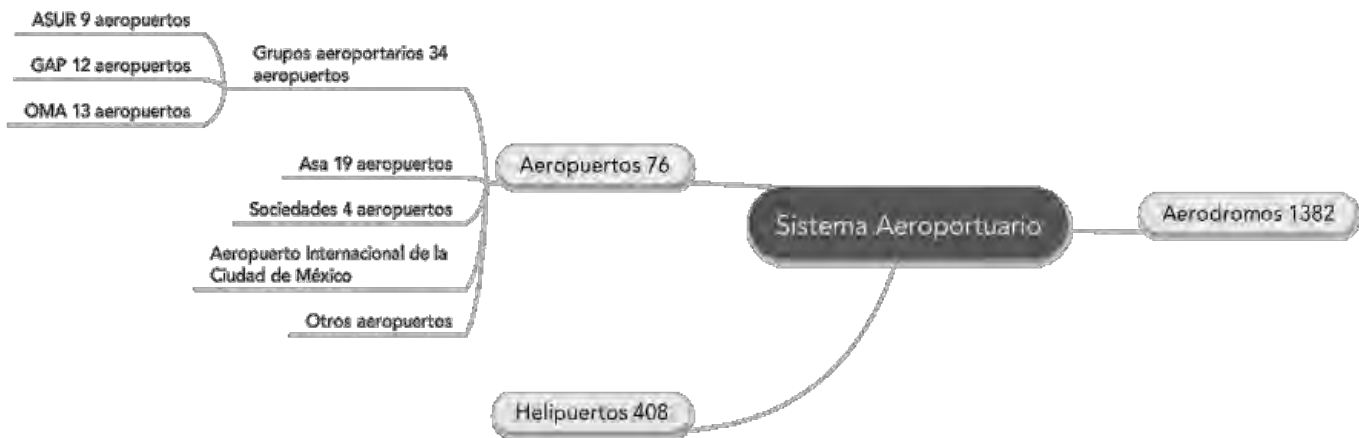 ASUR 9 aeropuertos
GAP 12 aeropuertos
OMA 13 aeropuertos
Grupos aeroportarios 34
aeropuertos
Asa 19 aeropuertos
Sociedades 4 aeropuertos
Aeropuerto Internacional de la
Ciudad de México
Otros aeropuertos
Aeropuertos 76
Sistema Aeroportuario
Aerodromos 1382
Helipuertos 408